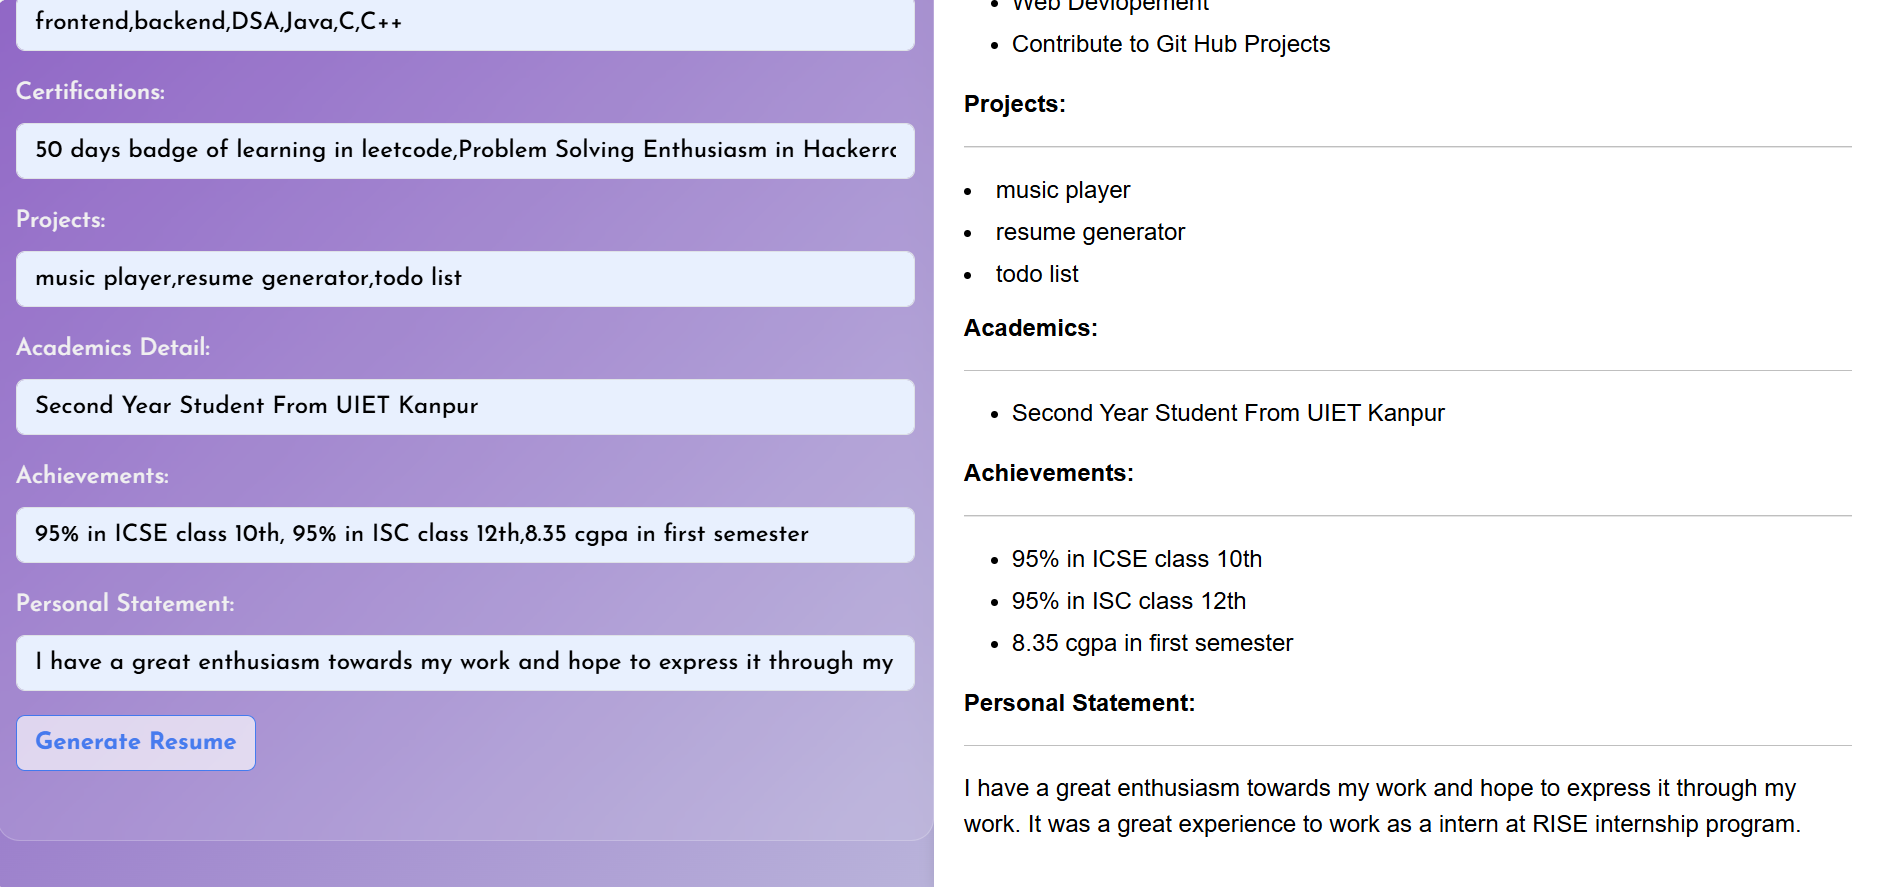 frontend,backend,DSA,Java,C,C++
Certifications:
50 days badge of learning in leetcode,Problem Solving Enthusiasm in Hackerr
Projects:
music player,resume generator,todo list
Academics Detail:
Second Year Student From UIET Kanpur
Achievements:
95% in ICSE class 10th, 95% in ISC class 12th,8.35 cgpa in first semester
Personal Statement:
I have a great enthusiasm towards my work and hope to express it through my
Generate Resume
Web Devlopement
Contribute to Git Hub Projects
Projects:
music player
resume generator
todo list
Academics:
Second Year Student From UIET Kanpur
Achievements:
95% in ICSE class 10th
95% in ISC class 12th
8.35 cgpa in first semester
Personal Statement:
I have a great enthusiasm towards my work and hope to express it through my
work. It was a great experience to work as a intern at RISE internship program.